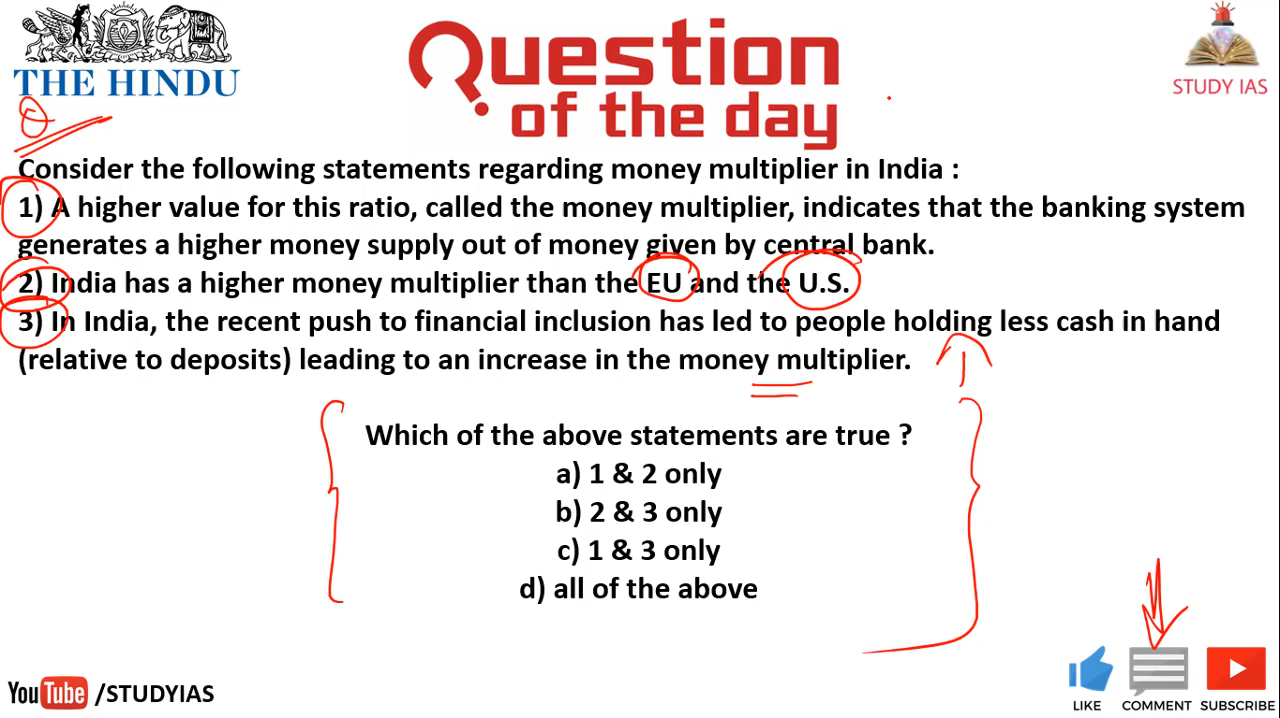 THE HINDU
Question
of the day
STUDY IAS
Q
Consider the following statements regarding money multiplier in India :
1) A higher value for this ratio, called the money multiplier, indicates that the banking system
generates a higher money supply out of money given by central bank.
2) India has a higher money multiplier than the EU and the U.S.
3) In India, the recent push to financial inclusion has led to people holding less cash in hand
(relative to deposits) leading to an increase in the money multiplier.
Which of the above statements are true ?
a) 1 & 2 only
b) 2 & 3 only
c) 1 & 3 only
d) all of the above
YouTube /STUDYIAS
LIKE COMMENT SUBSCRIBE